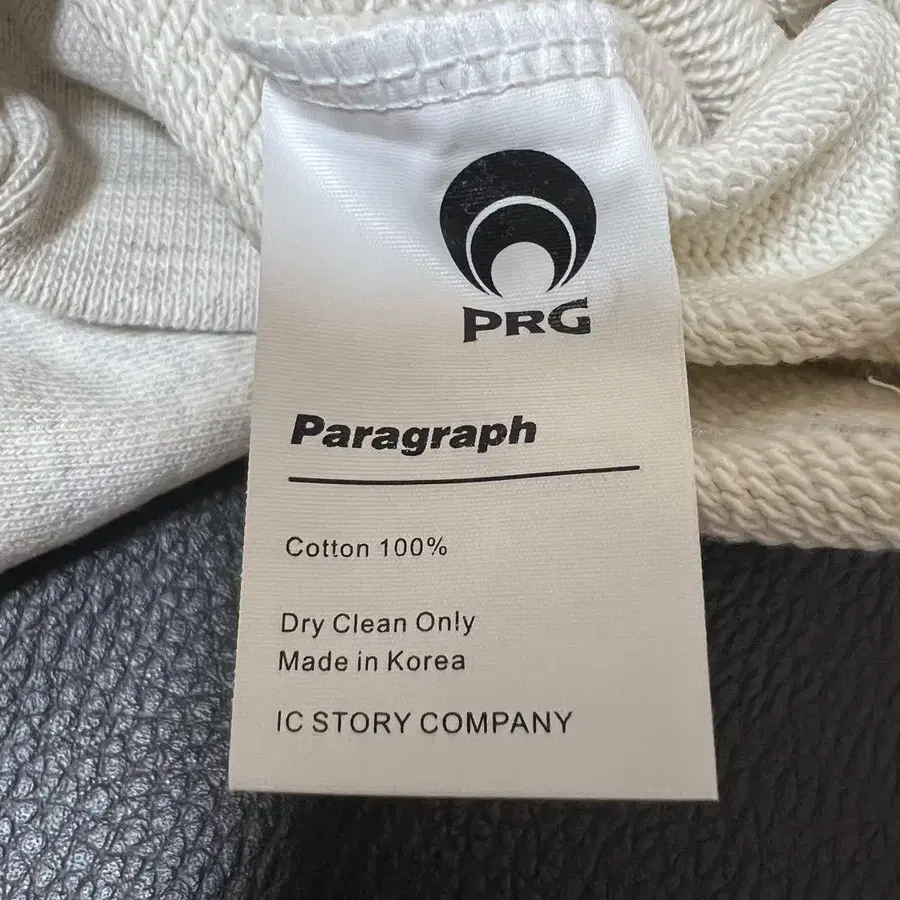 PRG
Paragraph
Cotton 100%
Dry Clean Only
Made in Korea
IC STORY COMPANY